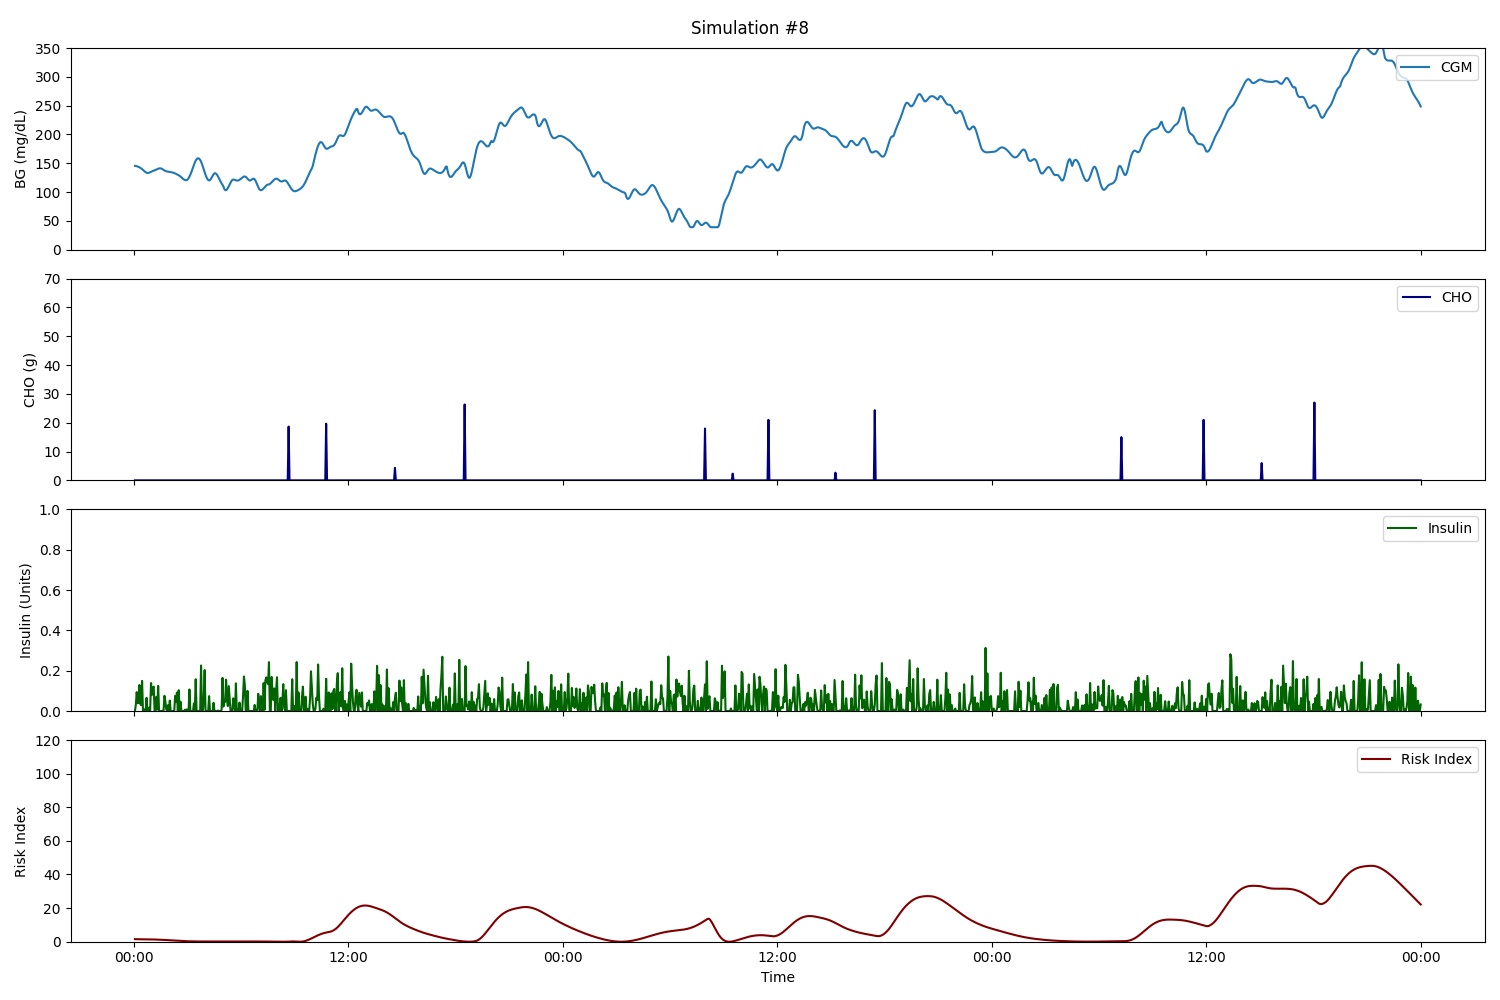 Simulation #8
350
300
250
200
150
100
50
0
BG (mg/dL)
CGM
70
60
50
40
30
20
10
0
CHO (g)
CHO
1.0
0.8
0.6
0.4
0.2
0.0
Insulin (Units)
Insulin
120
100
80
60
40
20
0
Risk Index
Risk Index
00:00 12:00 00:00 12:00 00:00 12:00 00:00
Time